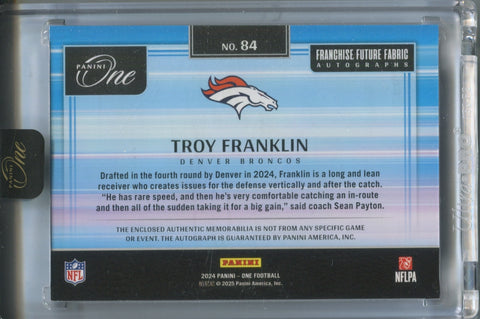 NO. 84
PANINI
One
FRANCHISE FUTURE FABRIC
AUTOGRAPHS
PANINI
One
TROY FRANKLIN
DENVER BRONCOS
Drafted in the fourth round by Denver in 2024, Franklin is a long and lean
receiver who creates issues for the defense vertically and after the catch.
"He has rare speed, and then he's very comfortable catching an in-route
and then all of the sudden taking it for a big gain," said coach Sean Payton.
THE ENCLOSED AUTHENTIC MEMORABILIA IS NOT FROM ANY SPECIFIC GAME
OR EVENT. THE AUTOGRAPH IS GUARANTEED BY PANINI AMERICA, INC.
NFL
PANINI
2024 PANINI - ONE FOOTBALL
© 2025 Panini America, Inc.
NFLPA